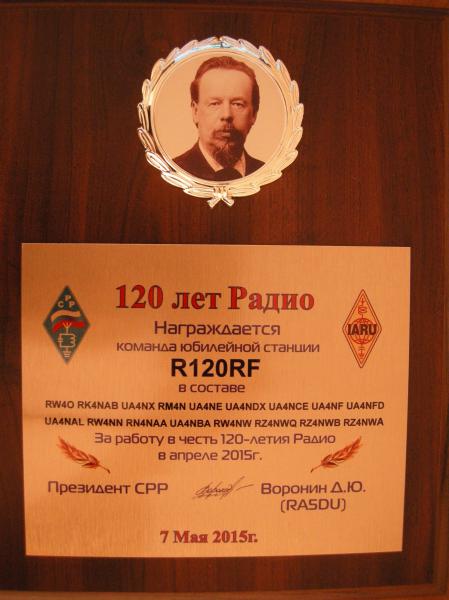 120 лет Радио
СРР
IARU
Награждается
команда юбилейной станции
R120RF
в составе
RW4O RK4NAB UA4NX RM4N UA4NE UA4NDX UA4NCE UA4NF UA4NFD
UA4NAL RW4NN RN4NAA UA4NBA RW4NW RZ4NWQ RZ4NWB RZ4NWA
За работу в честь 120-летия Радио
в апреле 2015г.
Президент СРР
Воронин Д.Ю.
(RA5DU)
7 Мая 2015г.